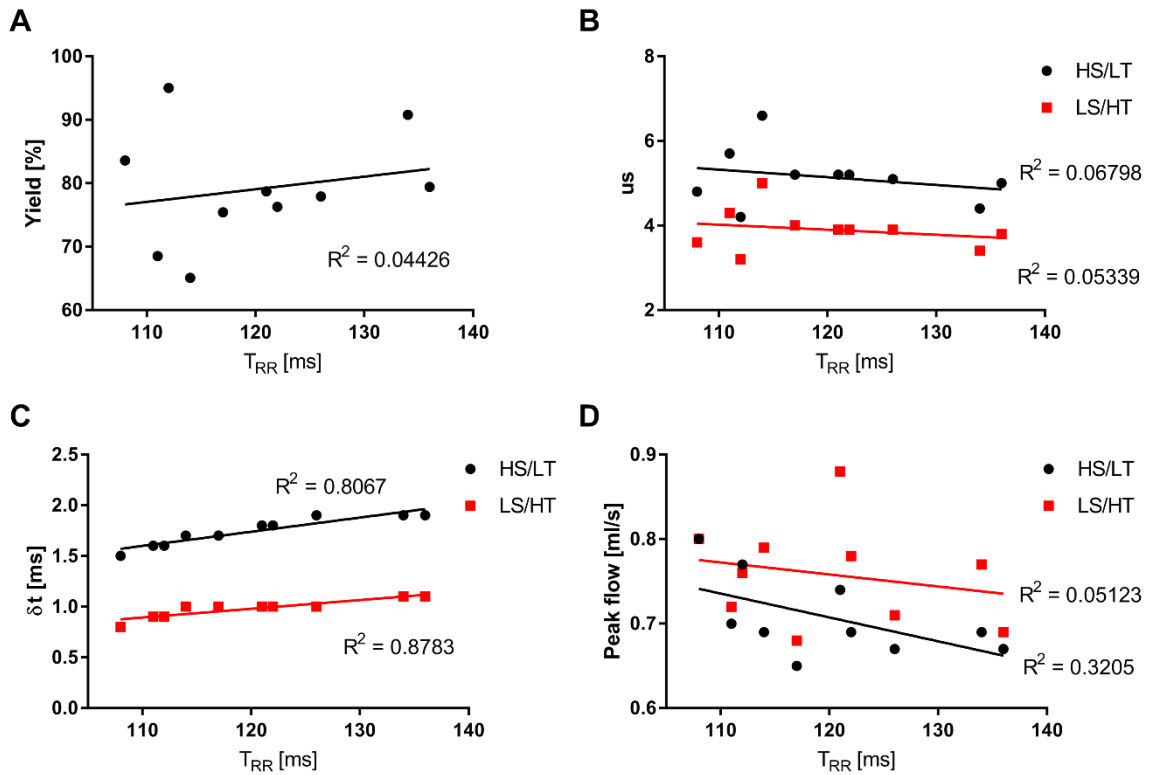 A
100
90
80
70
60
Yield [%]
R² = 0.04426
110 120 130 140
T_RR [ms]
B
8
6
4
2
us
HS/LT
LS/HT
R² = 0.06798
R² = 0.05339
110 120 130 140
T_RR [ms]
C
2.5
2.0
1.5
1.0
0.5
0.0
δt [ms]
HS/LT
LS/HT
R² = 0.8067
R² = 0.8783
110 120 130 140
T_RR [ms]
D
0.9
0.8
0.7
0.6
Peak flow [ml/s]
HS/LT
LS/HT
R² = 0.05123
R² = 0.3205
110 120 130 140
T_RR [ms]